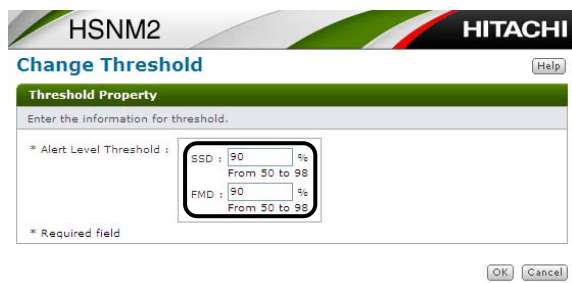 HSNM2 HITACHI
Change Threshold Help
Threshold Property
Enter the information for threshold.
* Alert Level Threshold : SSD : 90 %
From 50 to 98
FMD : 90 %
From 50 to 98
* Required field
OK Cancel